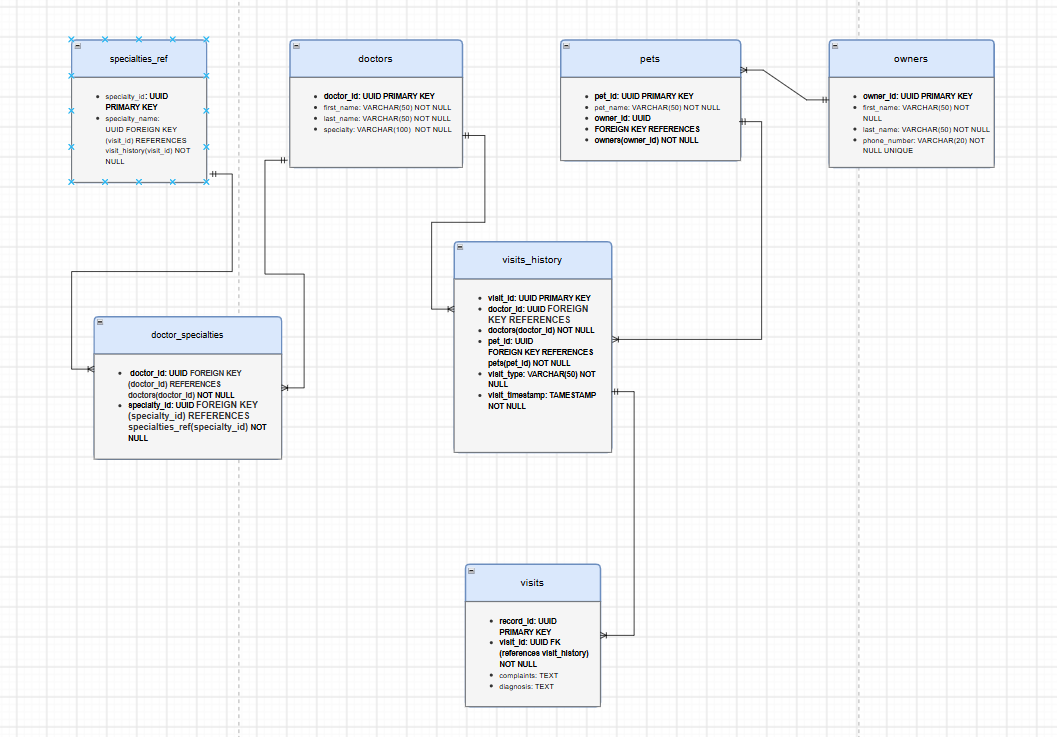 specialties_ref
specialty_id: UUID
PRIMARY KEY
specialty_name:
UUID FOREIGN KEY
(visit_id) REFERENCES
visit_history(visit_id) NOT
NULL
doctors
doctor_id: UUID PRIMARY KEY
first_name: VARCHAR(50) NOT NULL
last_name: VARCHAR(50) NOT NULL
specialty: VARCHAR(100) NOT NULL
pets
pet_id: UUID PRIMARY KEY
pet_name: VARCHAR(50) NOT NULL
owner_id: UUID
FOREIGN KEY REFERENCES
owners(owner_id) NOT NULL
owners
owner_id: UUID PRIMARY KEY
first_name: VARCHAR(50) NOT
NULL
last_name: VARCHAR(50) NOT NULL
phone_number: VARCHAR(20) NOT
NULL UNIQUE
visits_history
visit_id: UUID PRIMARY KEY
doctor_id: UUID FOREIGN
KEY REFERENCES
doctors(doctor_id) NOT NULL
pet_id: UUID
FOREIGN KEY REFERENCES
pets(pet_id) NOT NULL
visit_type: VARCHAR(50) NOT
NULL
visit_timestamp: TAMESTAMP
NOT NULL
doctor_specialties
doctor_id: UUID FOREIGN KEY
(doctor_id) REFERENCES
doctors(doctor_id) NOT NULL
specialty_id: UUID FOREIGN KEY
(specialty_id) REFERENCES
specialties_ref(specialty_id) NOT
NULL
visits
record_id: UUID
PRIMARY KEY
visit_id: UUID FK
(references visit_history)
NOT NULL
complaints: TEXT
diagnosis: TEXT